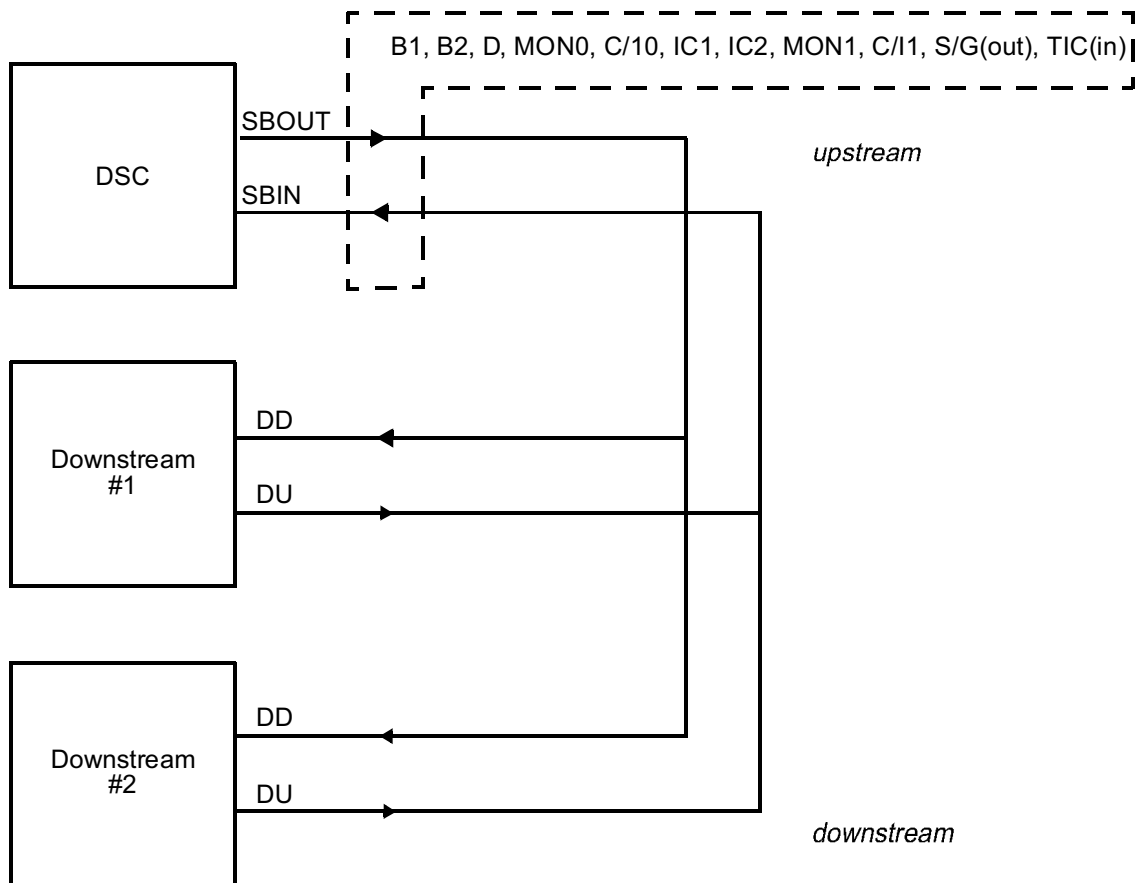 B1, B2, D, MON0, C/10, IC1, IC2, MON1, C/I1, S/G(out), TIC(in)
SBOUT
upstream
DSC
SBIN
DD
Downstream
#1
DU
DD
Downstream
#2
DU
downstream